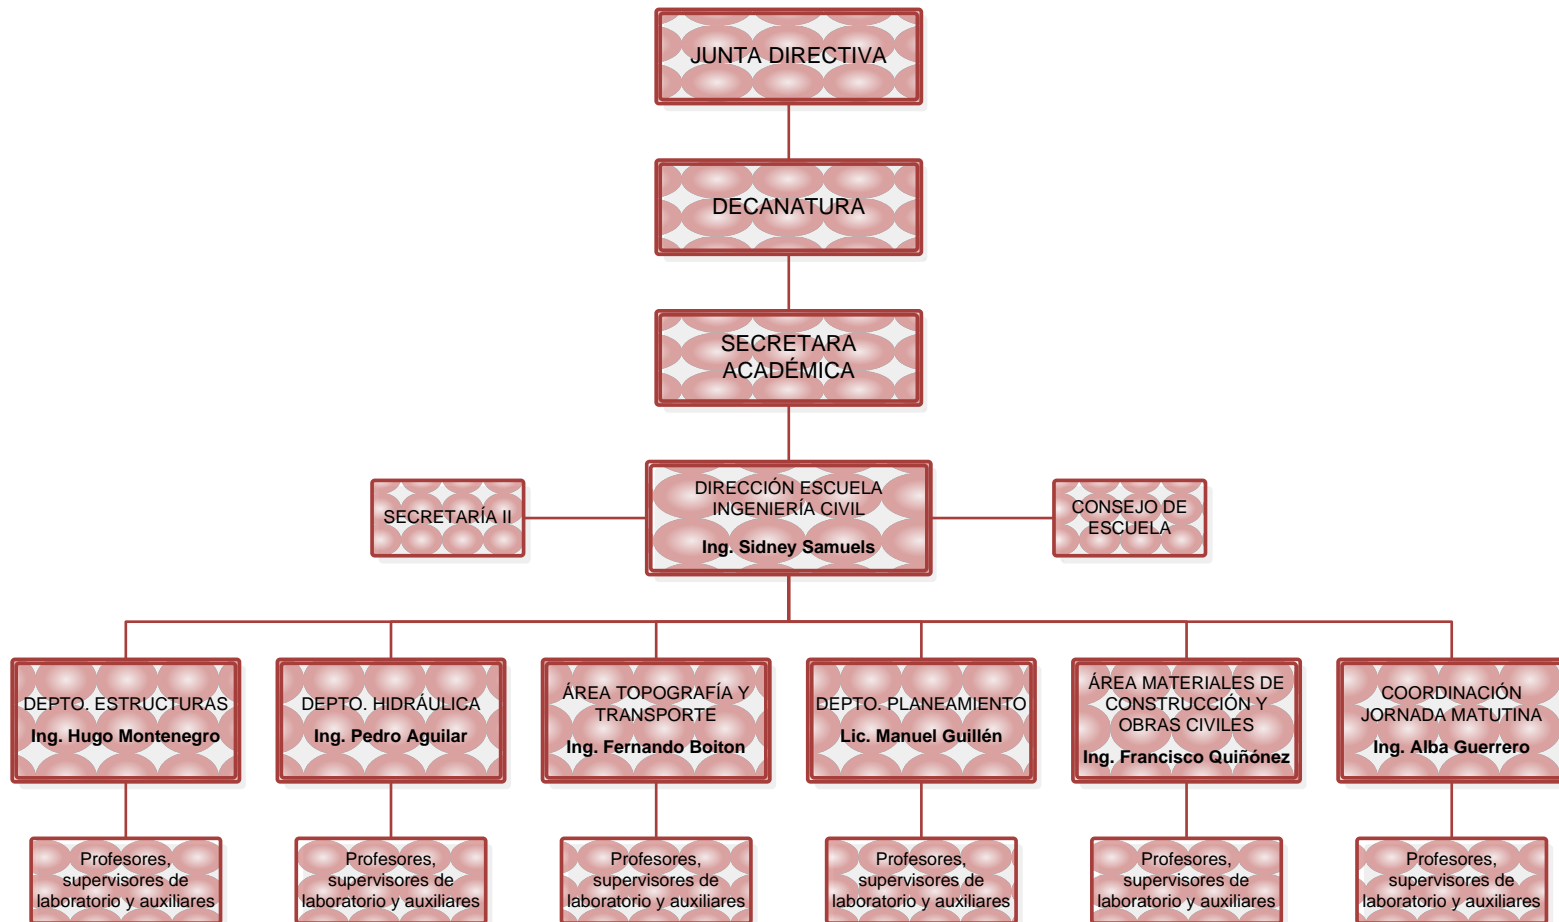 JUNTA DIRECTIVA
DECANATURA
SECRETARA
ACADÉMICA
SECRETARÍA II
DIRECCIÓN ESCUELA
INGENIERÍA CIVIL
Ing. Sidney Samuels
CONSEJO DE
ESCUELA
DEPTO. ESTRUCTURAS
Ing. Hugo Montenegro
DEPTO. HIDRÁULICA
Ing. Pedro Aguilar
ÁREA TOPOGRAFÍA Y
TRANSPORTE
Ing. Fernando Boiton
DEPTO. PLANEAMIENTO
Lic. Manuel Guillén
ÁREA MATERIALES DE
CONSTRUCCIÓN Y
OBRAS CIVILES
Ing. Francisco Quiñónez
COORDINACIÓN
JORNADA MATUTINA
Ing. Alba Guerrero
Profesores,
supervisores de
laboratorio y auxiliares
Profesores,
supervisores de
laboratorio y auxiliares
Profesores,
supervisores de
laboratorio y auxiliares
Profesores,
supervisores de
laboratorio y auxiliares
Profesores,
supervisores de
laboratorio y auxiliares
Profesores,
supervisores de
laboratorio y auxiliares